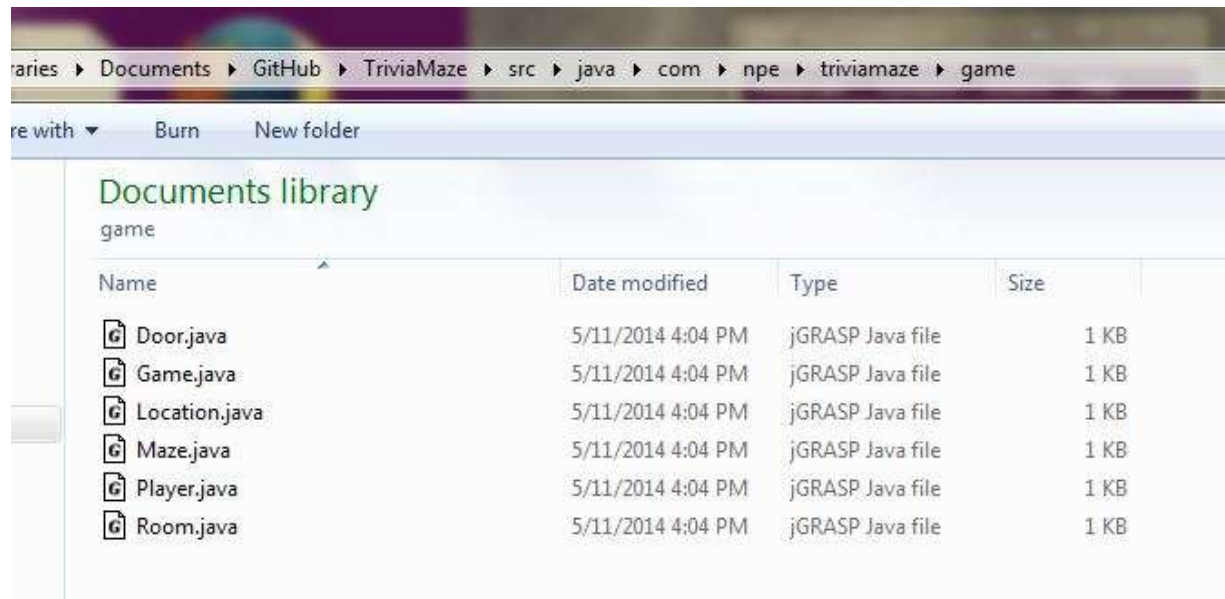 aries ▸ Documents ▸ GitHub ▸ TriviaMaze ▸ src ▸ java ▸ com ▸ npe ▸ triviamaze ▸ game
re with Burn New folder
Documents library
game
Name Date modified Type Size
Door.java 5/11/2014 4:04 PM jGRASP Java file 1 KB
Game.java 5/11/2014 4:04 PM jGRASP Java file 1 KB
Location.java 5/11/2014 4:04 PM jGRASP Java file 1 KB
Maze.java 5/11/2014 4:04 PM jGRASP Java file 1 KB
Player.java 5/11/2014 4:04 PM jGRASP Java file 1 KB
Room.java 5/11/2014 4:04 PM jGRASP Java file 1 KB